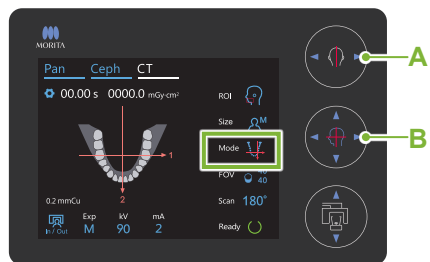 MORITA
Pan Ceph CT
00.00 s 0000.0 mGy·cm²
ROI
Size M
Mode
1
2
FOV 40
40
0.2 mmCu
Scan 180°
Exp kV mA
In / Out M 90 2
Ready
A
B